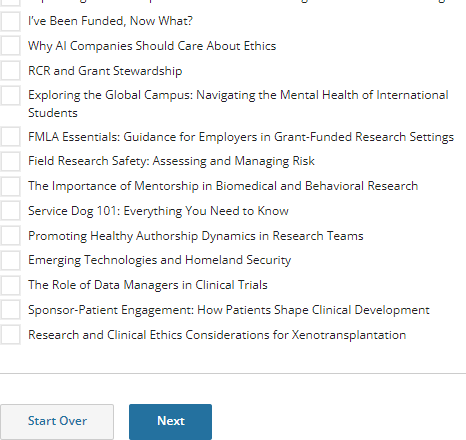 I've Been Funded, Now What?
Why AI Companies Should Care About Ethics
RCR and Grant Stewardship
Exploring the Global Campus: Navigating the Mental Health of International
Students
FMLA Essentials: Guidance for Employers in Grant-Funded Research Settings
Field Research Safety: Assessing and Managing Risk
The Importance of Mentorship in Biomedical and Behavioral Research
Service Dog 101: Everything You Need to Know
Promoting Healthy Authorship Dynamics in Research Teams
Emerging Technologies and Homeland Security
The Role of Data Managers in Clinical Trials
Sponsor-Patient Engagement: How Patients Shape Clinical Development
Research and Clinical Ethics Considerations for Xenotransplantation
Start Over
Next